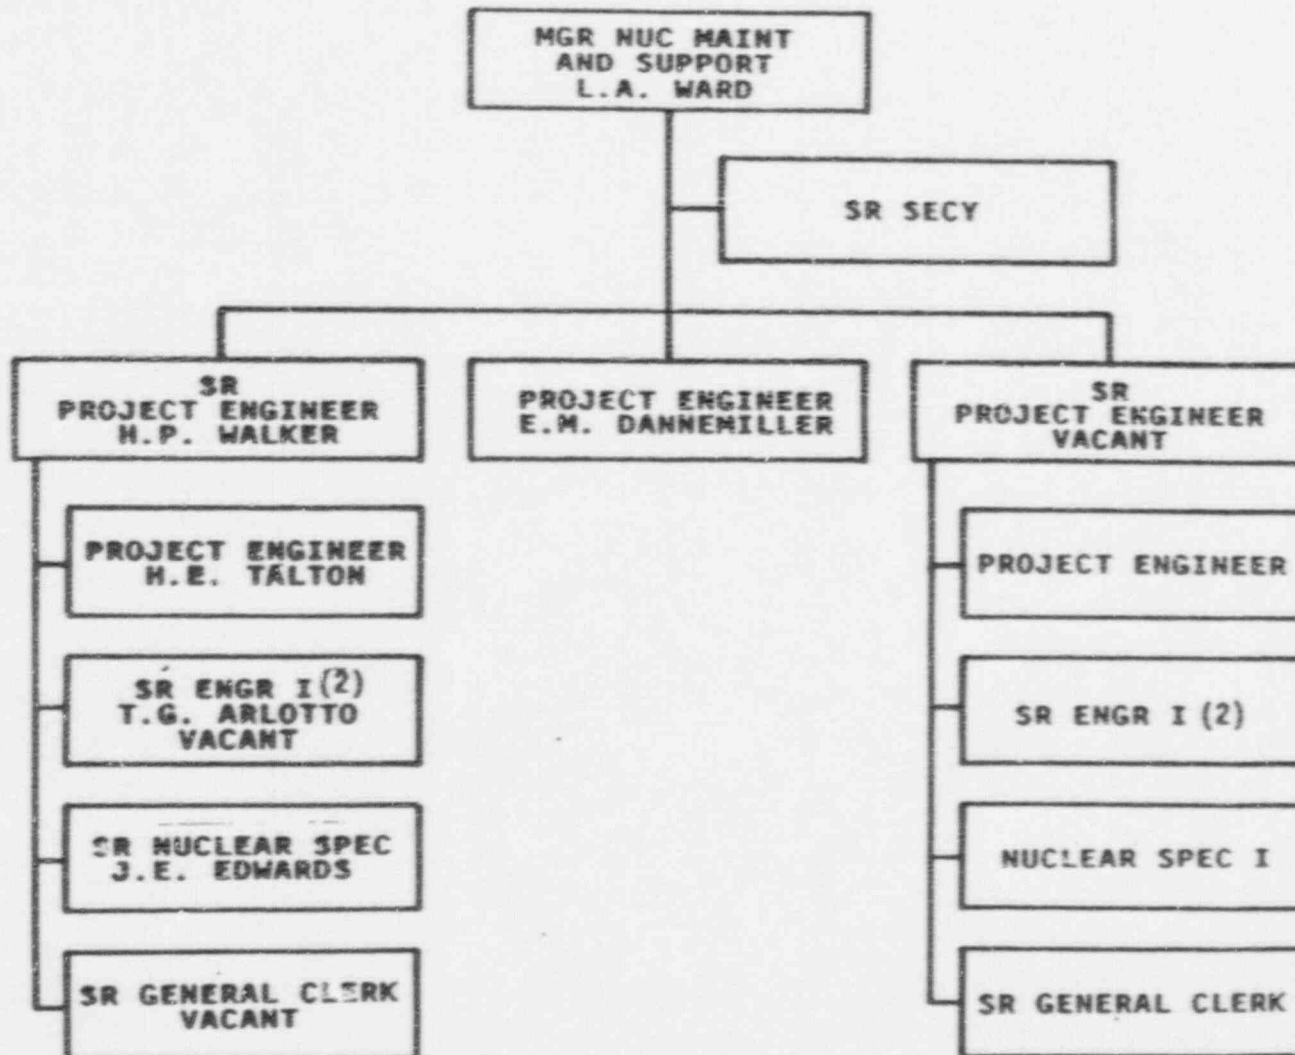 MGR NUC MAINT
AND SUPPORT
L.A. WARD
SR SECY
SR
PROJECT ENGINEER
H.P. WALKER
PROJECT ENGINEER
E.M. DANNEMILLER
SR
PROJECT ENGINEER
VACANT
PROJECT ENGINEER
H.E. TALTON
SR ENGR I (2)
T.G. ARLOTTO
VACANT
SR NUCLEAR SPEC
J.E. EDWARDS
SR GENERAL CLERK
VACANT
PROJECT ENGINEER
SR ENGR I (2)
NUCLEAR SPEC I
SR GENERAL CLERK